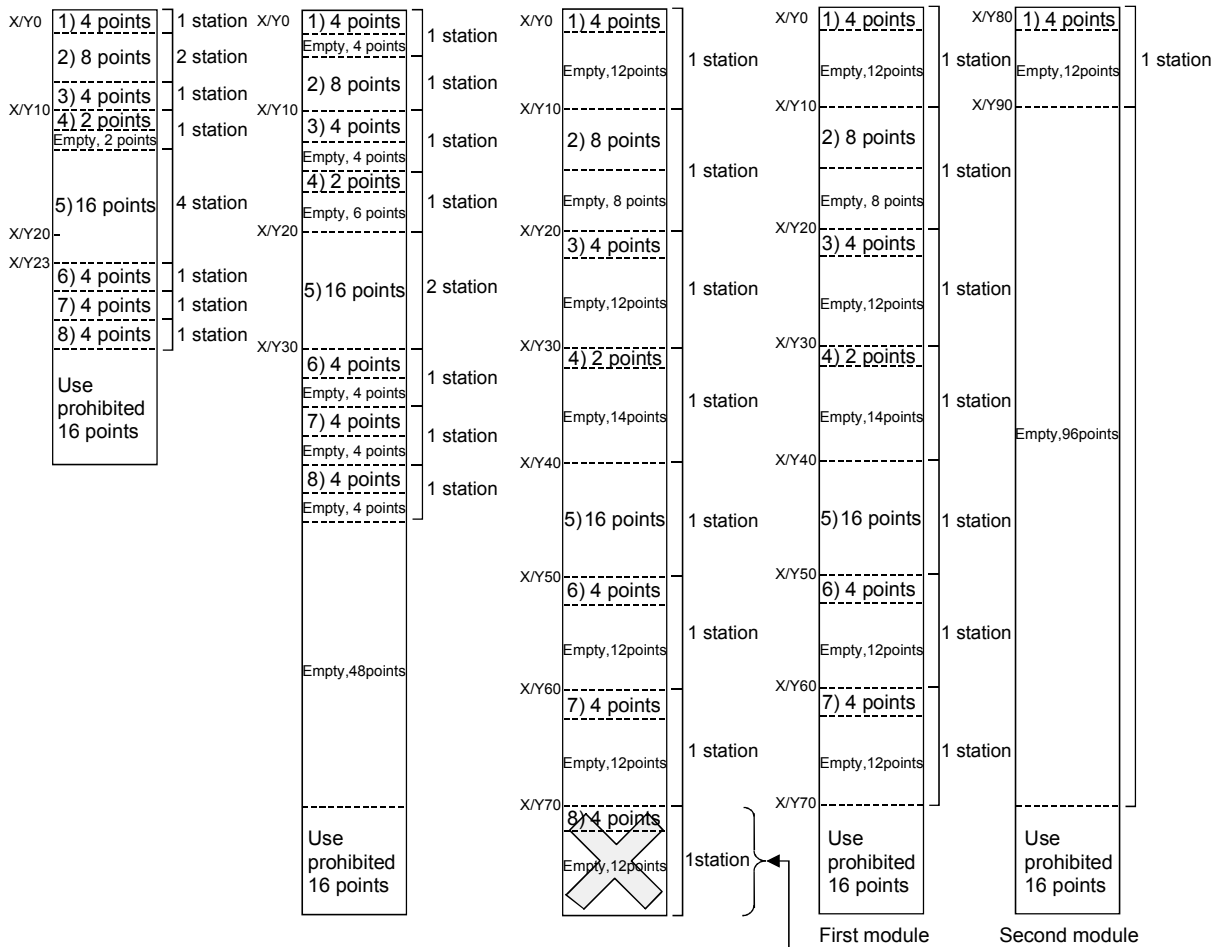 X/Y0
1) 4 points
1 station
2) 8 points
2 station
3) 4 points
1 station
X/Y10
4) 2 points
Empty, 2 points
1 station
5) 16 points
4 station
X/Y20
X/Y23
6) 4 points
1 station
7) 4 points
1 station
8) 4 points
1 station
Use
prohibited
16 points
X/Y0
1) 4 points
Empty, 4 points
1 station
2) 8 points
1 station
X/Y10
3) 4 points
Empty, 4 points
1 station
4) 2 points
Empty, 6 points
1 station
X/Y20
5) 16 points
2 station
X/Y30
6) 4 points
Empty, 4 points
1 station
7) 4 points
Empty, 4 points
1 station
8) 4 points
Empty, 4 points
1 station
Empty,48points
Use
prohibited
16 points
X/Y0
1) 4 points
Empty,12points
1 station
X/Y10
2) 8 points
Empty, 8 points
1 station
X/Y20
3) 4 points
Empty,12points
1 station
X/Y30
4) 2 points
Empty,14points
1 station
X/Y40
5) 16 points
1 station
X/Y50
6) 4 points
Empty,12points
1 station
X/Y60
7) 4 points
Empty,12points
1 station
X/Y70
8) 4 points
Empty,12points
1station
X/Y0
1) 4 points
Empty,12points
1 station
X/Y10
2) 8 points
Empty, 8 points
1 station
X/Y20
3) 4 points
Empty,12points
1 station
X/Y30
4) 2 points
Empty,14points
1 station
X/Y40
5) 16 points
1 station
X/Y50
6) 4 points
Empty,12points
1 station
X/Y60
7) 4 points
Empty,12points
1 station
X/Y70
Use
prohibited
16 points
First module
X/Y80
1) 4 points
Empty,12points
1 station
X/Y90
Empty,96points
Use
prohibited
16 points
Second module